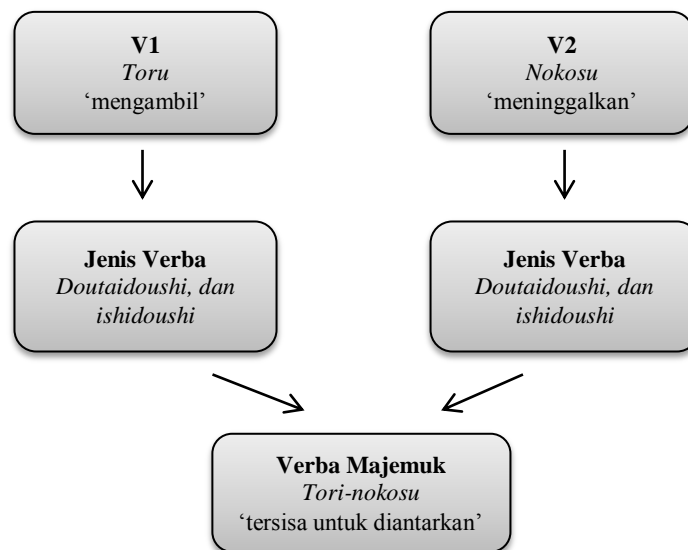 V1
Toru
‘mengambil’
V2
Nokosu
‘meninggalkan’
Jenis Verba
Doutaidoushi, dan
ishidoushi
Jenis Verba
Doutaidoushi, dan
ishidoushi
Verba Majemuk
Tori-nokosu
‘tersisa untuk diantarkan’